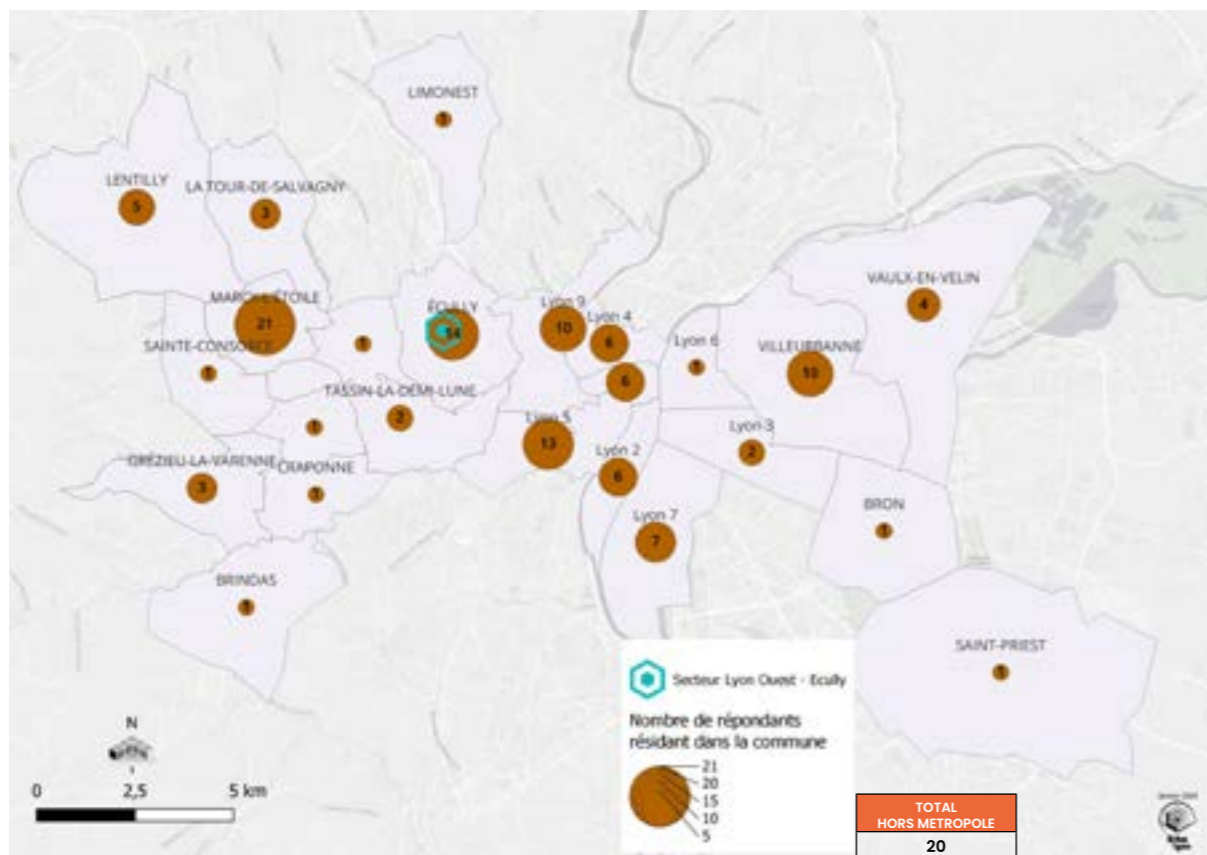 LIMONEST
1
LENTILLY
5
LA TOUR-DE-SALVAGNY
3
MARCY-L'ÉTOILE
21
SAINTE-CONSORCE
1
1
ÉCULLY
14
Lyon 9
10
Lyon 4
6
6
Lyon 6
1
VAULX-EN-VELIN
4
VILLEURBANNE
10
TASSIN-LA-DEMI-LUNE
2
1
Lyon 5
13
Lyon 3
2
Lyon 2
6
GRÉZIEU-LA-VARENNE
3
CRAPONNE
1
Lyon 7
7
BRON
1
BRINDAS
1
SAINT-PRIEST
1
Secteur Lyon Ouest - Ecully
Nombre de répondants
résidant dans la commune
21
20
15
10
5
N
0 2,5 5 km
TOTAL
HORS METROPOLE
20